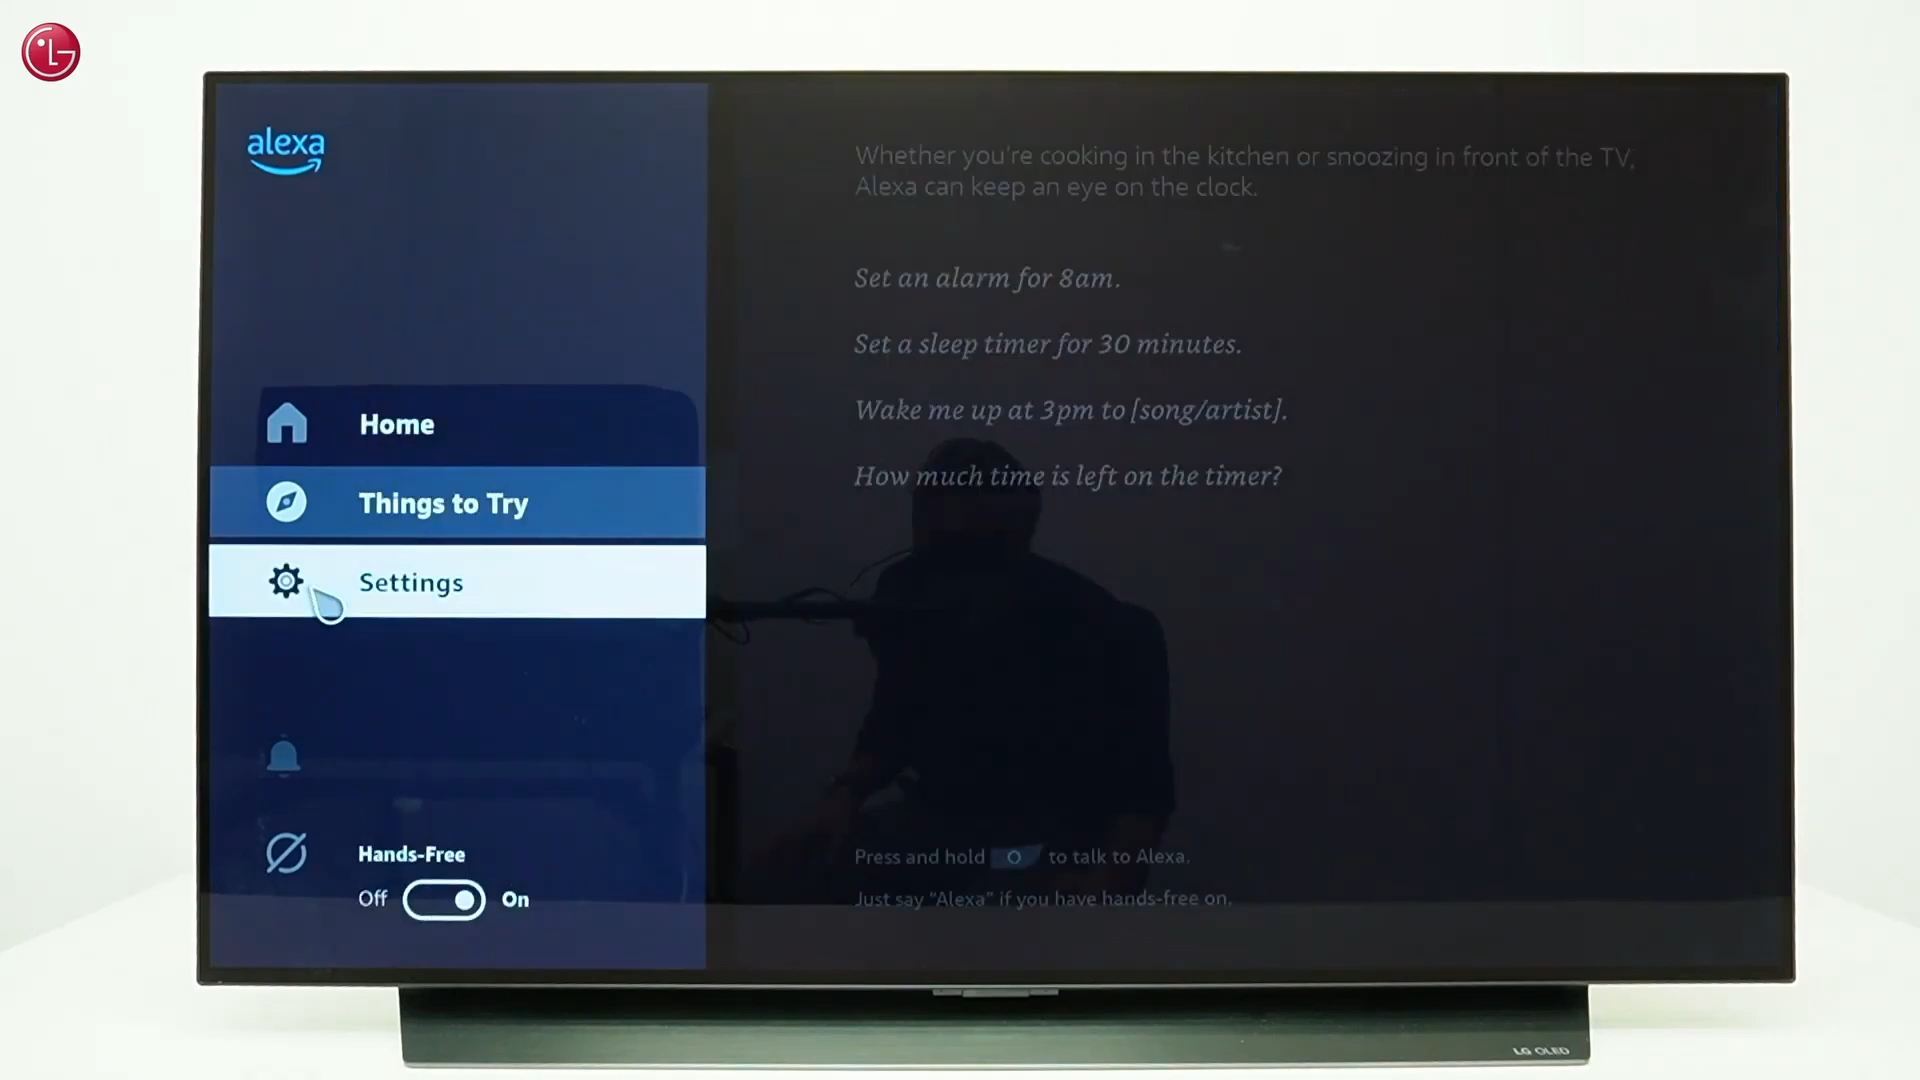 LG
alexa
Home
Things to Try
Settings
Hands-Free
Off On
Whether you're cooking in the kitchen or snoozing in front of the TV,
Alexa can keep an eye on the clock.
Set an alarm for 8am.
Set a sleep timer for 30 minutes.
Wake me up at 3pm to [song/artist].
How much time is left on the timer?
Press and hold to talk to Alexa.
Just say "Alexa" if you have hands-free on.
LG OLED